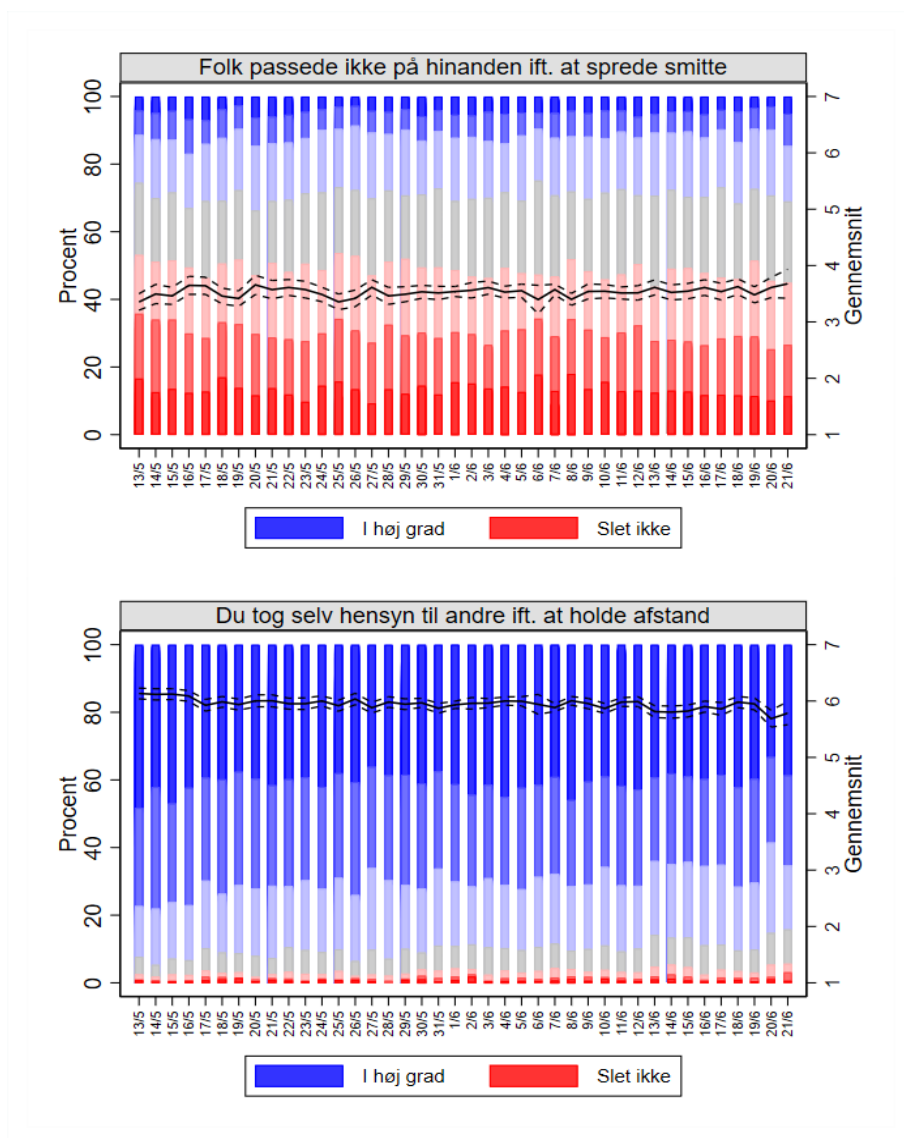 Folk passede ikke på hinanden ift. at sprede smitte
Procent
100
80
60
40
20
0
Gennemsnit
7
6
5
4
3
2
1
13/5 14/5 15/5 16/5 17/5 18/5 19/5 20/5 21/5 22/5 23/5 24/5 25/5 26/5 27/5 28/5 29/5 30/5 31/5 1/6 2/6 3/6 4/6 5/6 6/6 7/6 8/6 9/6 10/6 11/6 12/6 13/6 14/6 15/6 16/6 17/6 18/6 19/6 20/6 21/6
I høj grad Slet ikke
Du tog selv hensyn til andre ift. at holde afstand
Procent
100
80
60
40
20
0
Gennemsnit
7
6
5
4
3
2
1
13/5 14/5 15/5 16/5 17/5 18/5 19/5 20/5 21/5 22/5 23/5 24/5 25/5 26/5 27/5 28/5 29/5 30/5 31/5 1/6 2/6 3/6 4/6 5/6 6/6 7/6 8/6 9/6 10/6 11/6 12/6 13/6 14/6 15/6 16/6 17/6 18/6 19/6 20/6 21/6
I høj grad Slet ikke